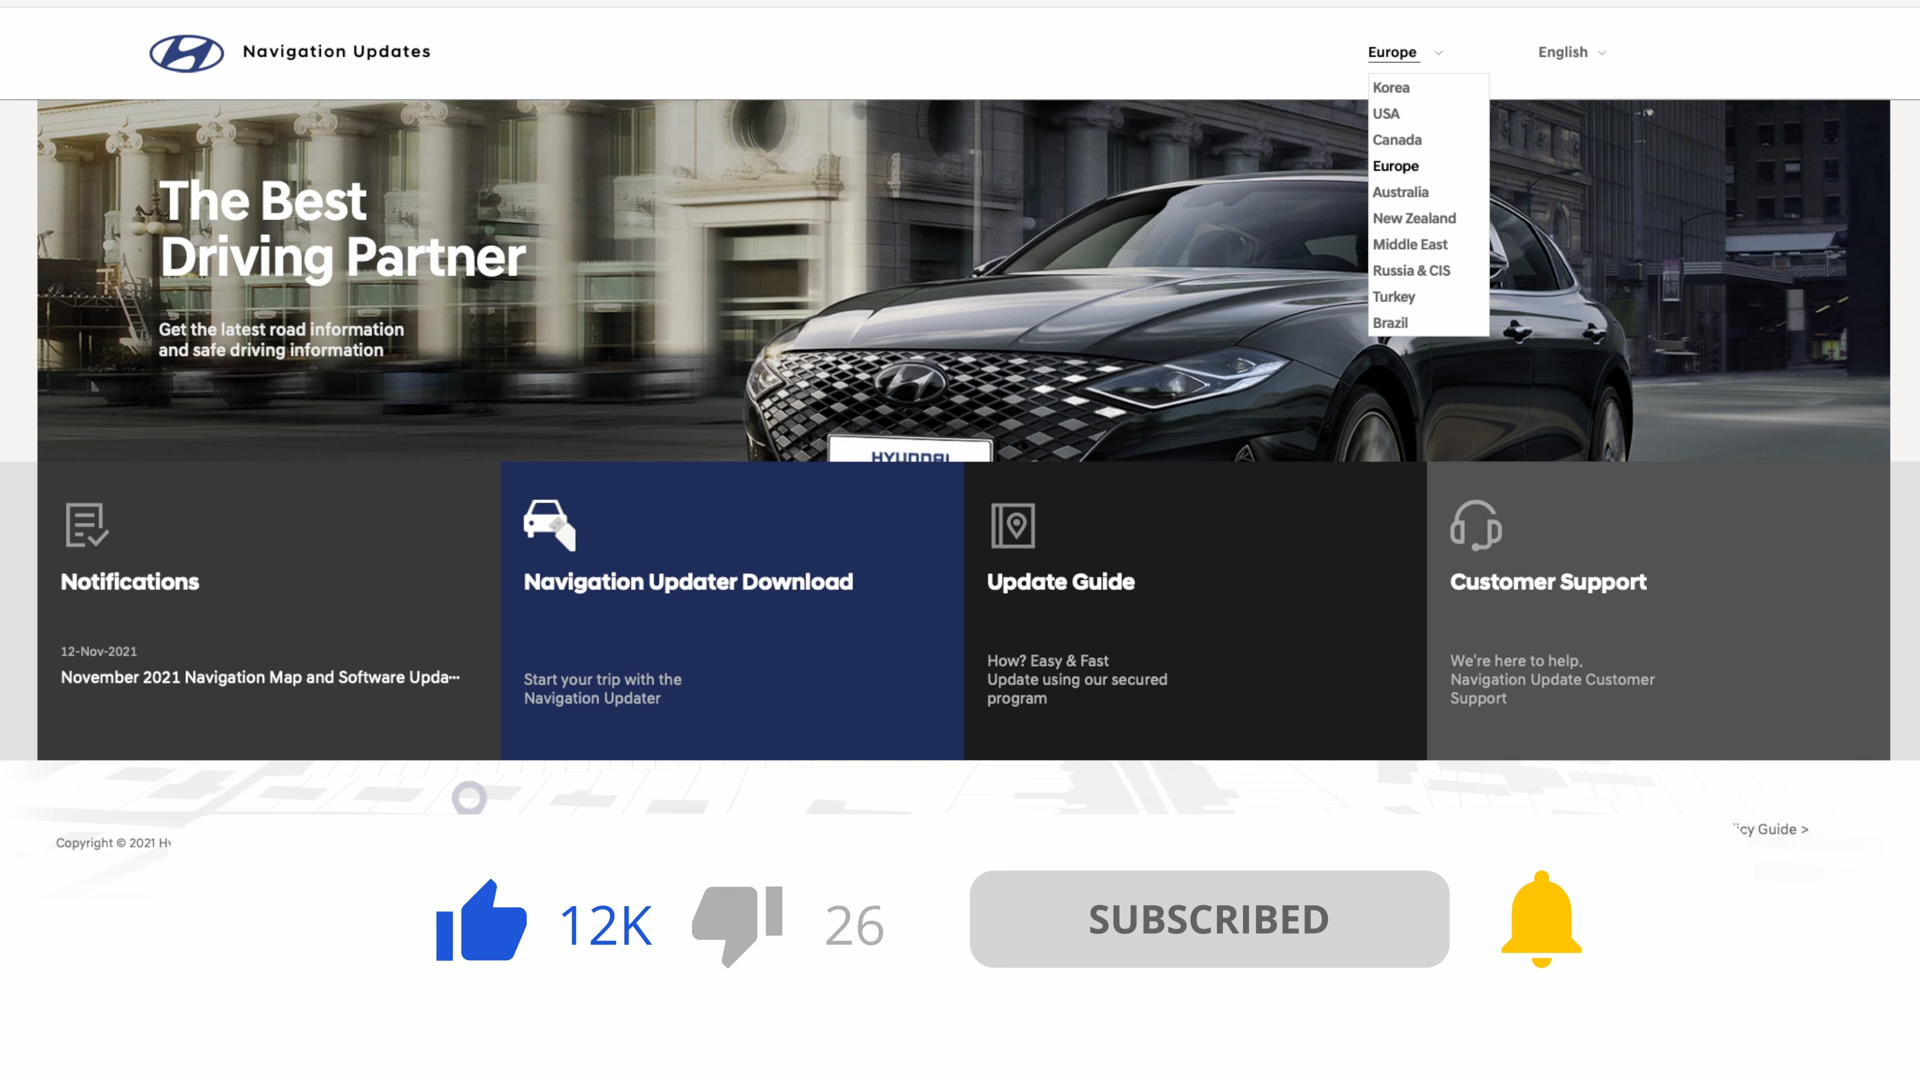 Navigation Updates
Europe
English
Korea
USA
Canada
Europe
Australia
New Zealand
Middle East
Russia & CIS
Turkey
Brazil
The Best
Driving Partner
Get the latest road information
and safe driving information
HYUNDAI
Notifications
12-Nov-2021
November 2021 Navigation Map and Software Upda···
Navigation Updater Download
Start your trip with the
Navigation Updater
Update Guide
How? Easy & Fast
Update using our secured
program
Customer Support
We're here to help.
Navigation Update Customer
Support
Copyright © 2021 Hy
icy Guide >
12K
26
SUBSCRIBED